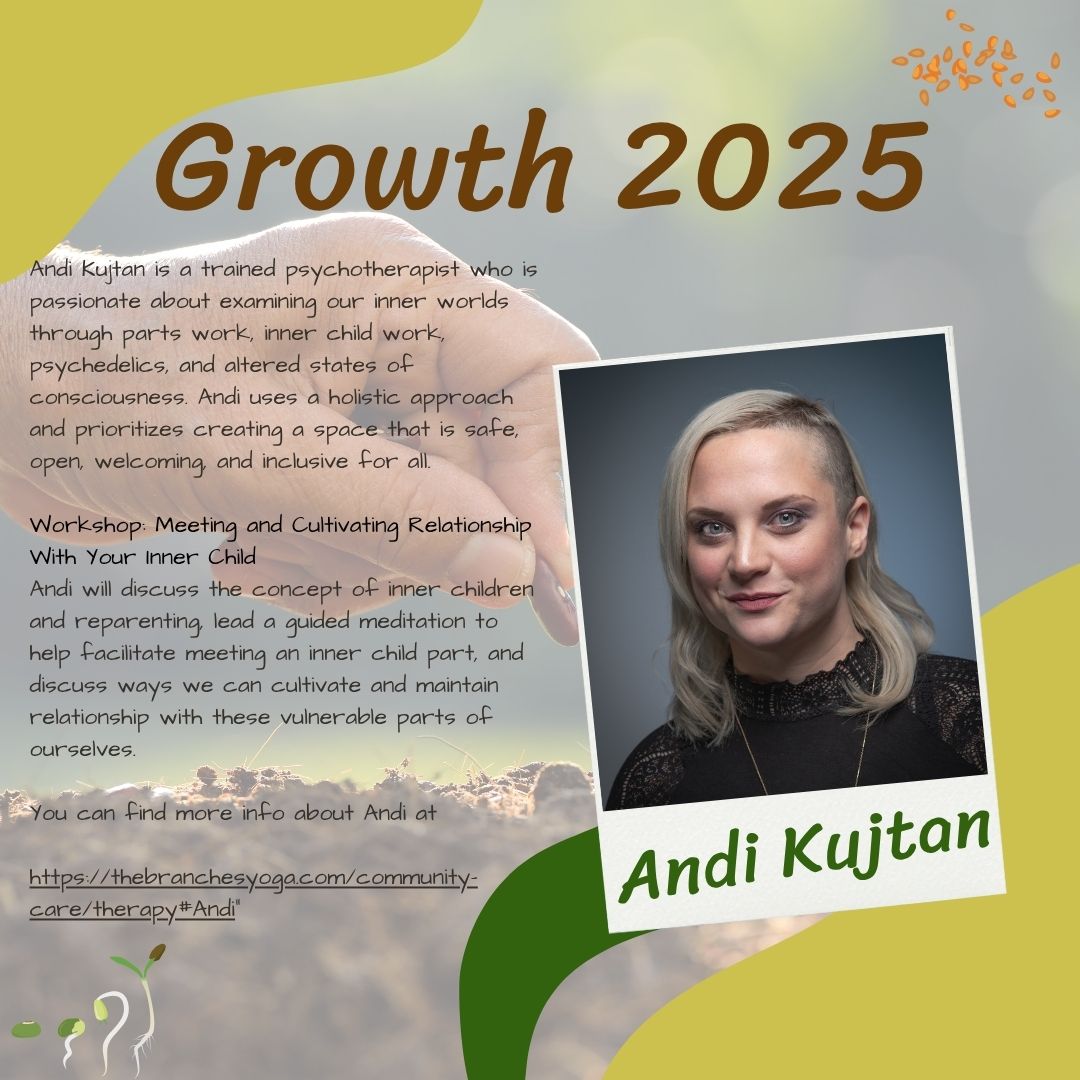 Growth 2025
Andi Kujtan is a trained psychotherapist who is
passionate about examining our inner worlds
through parts work, inner child work,
psychedelics, and altered states of
consciousness. Andi uses a holistic approach
and prioritizes creating a space that is safe,
open, welcoming, and inclusive for all.
Workshop: Meeting and Cultivating Relationship
With Your Inner Child
Andi will discuss the concept of inner children
and reparenting, lead a guided meditation to
help facilitate meeting an inner child part, and
discuss ways we can cultivate and maintain
relationship with these vulnerable parts of
ourselves.
You can find more info about Andi at
https://thebranchesyoga.com/community-
care/therapy#Andi"
Andi Kujtan